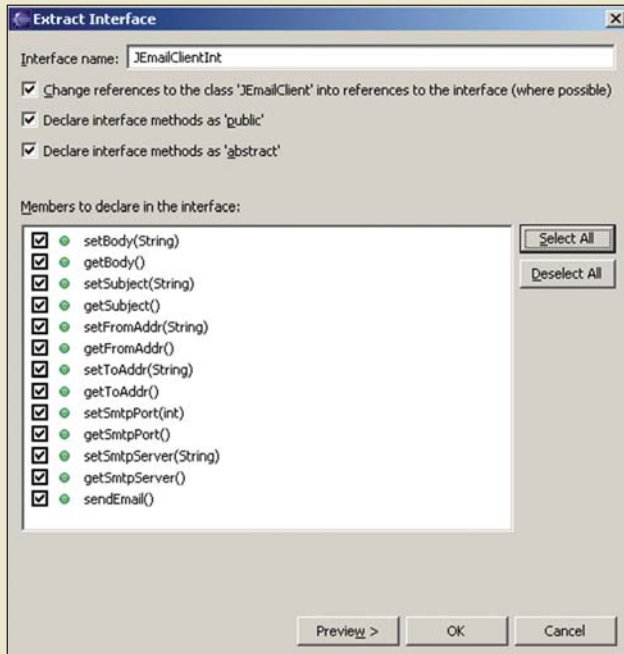 Extract Interface
Interface name: JEmailClientInt
Change references to the class 'JEmailClient' into references to the interface (where possible)
Declare interface methods as 'public'
Declare interface methods as 'abstract'
Members to declare in the interface:
setBody(String)
getBody()
setSubject(String)
getSubject()
setFromAddr(String)
getFromAddr()
setToAddr(String)
getToAddr()
setSmtpPort(int)
getSmtpPort()
setSmtpServer(String)
getSmtpServer()
sendEmail()
Select All
Deselect All
Preview >
OK
Cancel